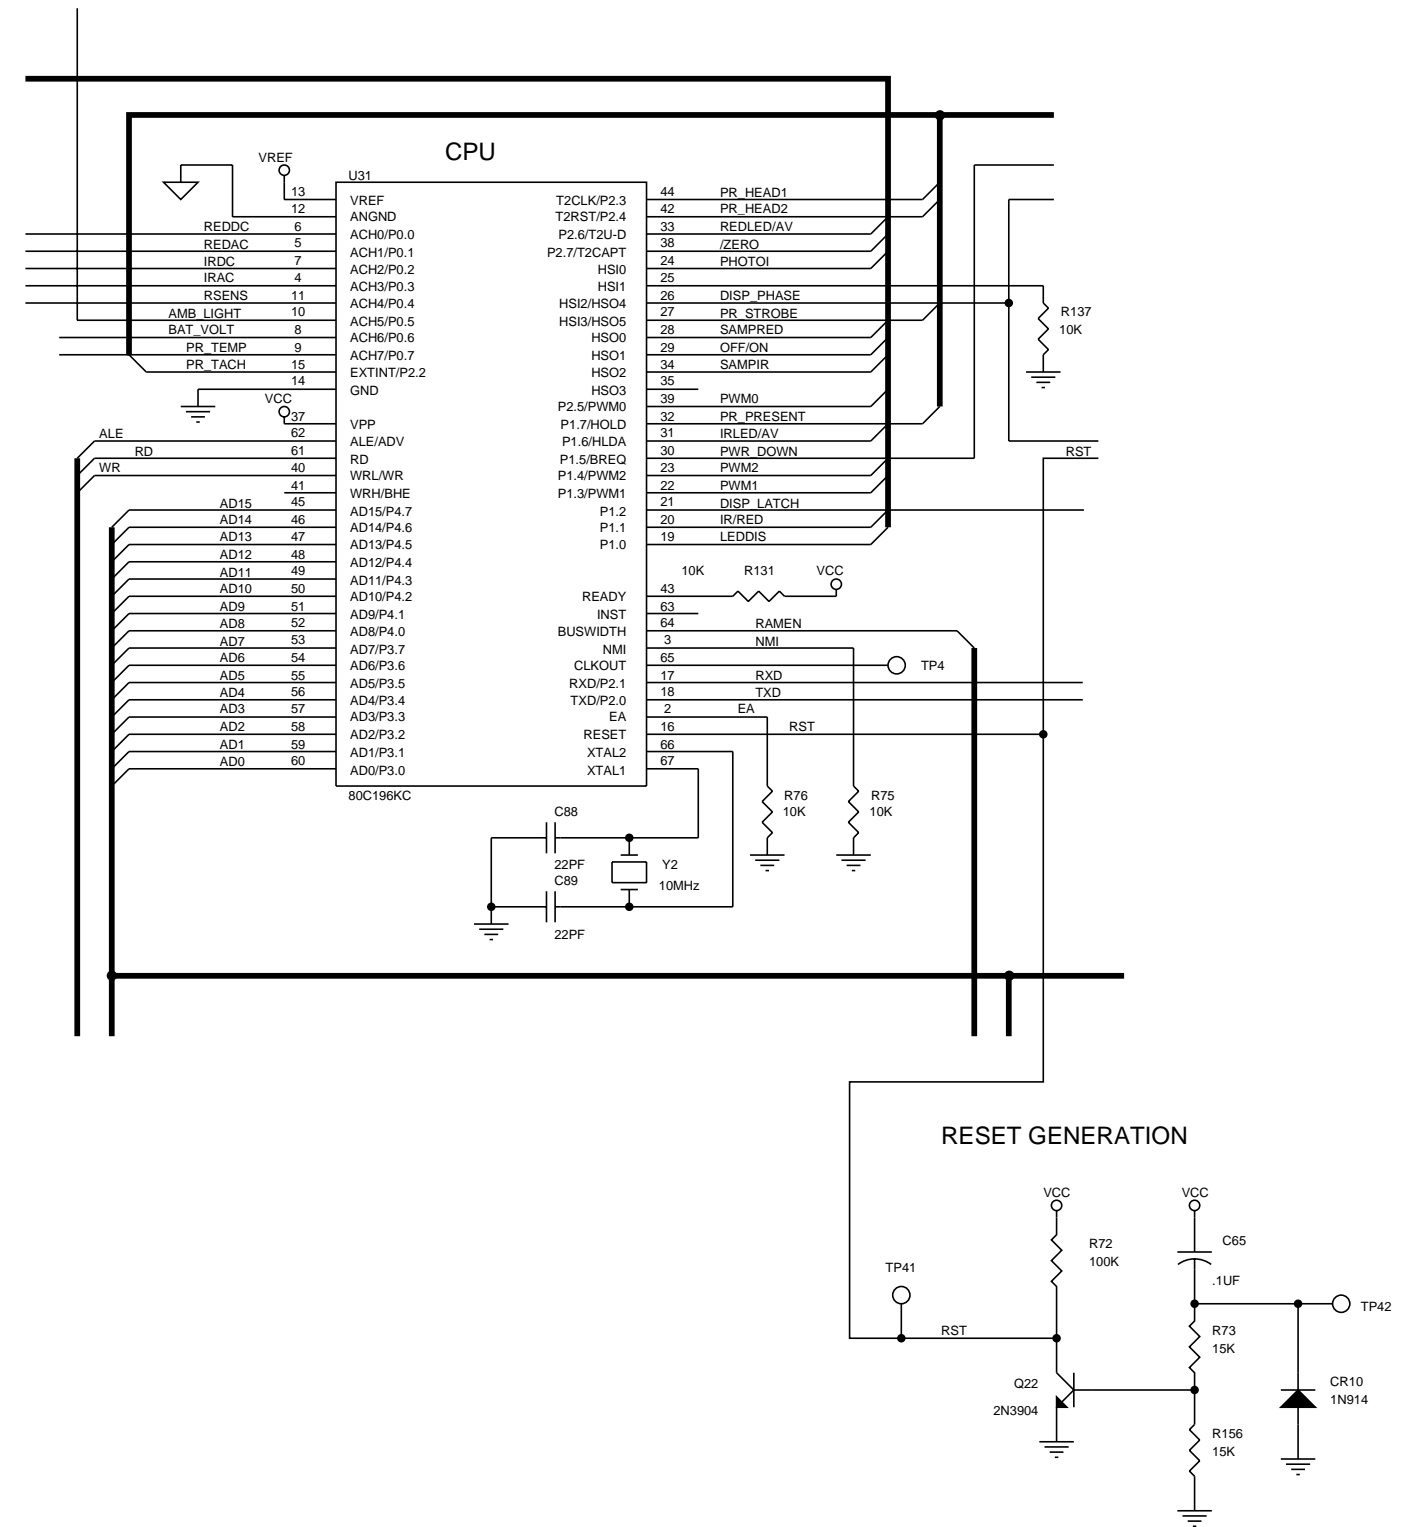 CPU
VREF
U31
13 VREF
12 ANGND
REDDC 6 ACH0/P0.0
REDAC 5 ACH1/P0.1
IRDC 7 ACH2/P0.2
IRAC 4 ACH3/P0.3
RSENS 11 ACH4/P0.4
AMB_LIGHT 10 ACH5/P0.5
BAT_VOLT 8 ACH6/P0.6
PR_TEMP 9 ACH7/P0.7
PR_TACH 15 EXTINT/P2.2
14 GND
VCC
37 VPP
ALE 62 ALE/ADV
RD 61 RD
WR 40 WRL/WR
41 WRH/BHE
AD15 45 AD15/P4.7
AD14 46 AD14/P4.6
AD13 47 AD13/P4.5
AD12 48 AD12/P4.4
AD11 49 AD11/P4.3
AD10 50 AD10/P4.2
AD9 51 AD9/P4.1
AD8 52 AD8/P4.0
AD7 53 AD7/P3.7
AD6 54 AD6/P3.6
AD5 55 AD5/P3.5
AD4 56 AD4/P3.4
AD3 57 AD3/P3.3
AD2 58 AD2/P3.2
AD1 59 AD1/P3.1
AD0 60 AD0/P3.0
80C196KC
T2CLK/P2.3 44 PR_HEAD1
T2RST/P2.4 42 PR_HEAD2
P2.6/T2U-D 33 REDLED/AV
P2.7/T2CAPT 38 /ZERO
HSI0 24 PHOTOI
HSI1 25
HSI2/HSO4 26 DISP_PHASE
HSI3/HSO5 27 PR_STROBE
HSO0 28 SAMPRED
HSO1 29 OFF/ON
HSO2 34 SAMPIR
HSO3 35
P2.5/PWM0 39 PWM0
P1.7/HOLD 32 PR_PRESENT
P1.6/HLDA 31 IRLED/AV
P1.5/BREQ 30 PWR_DOWN
P1.4/PWM2 23 PWM2
P1.3/PWM1 22 PWM1
P1.2 21 DISP_LATCH
P1.1 20 IR/RED
P1.0 19 LEDDIS
R137
10K
RST
10K R131 VCC
READY 43
INST 63
BUSWIDTH 64 RAMEN
NMI 3 NMI
CLKOUT 65 TP4
RXD/P2.1 17 RXD
TXD/P2.0 18 TXD
EA 2 EA
RESET 16 RST
XTAL2 66
XTAL1 67
R76
10K
R75
10K
C88
22PF
C89
22PF
Y2
10MHz
RESET GENERATION
VCC
VCC
R72
100K
C65
.1UF
TP41
TP42
RST
R73
15K
Q22
2N3904
CR10
1N914
R156
15K